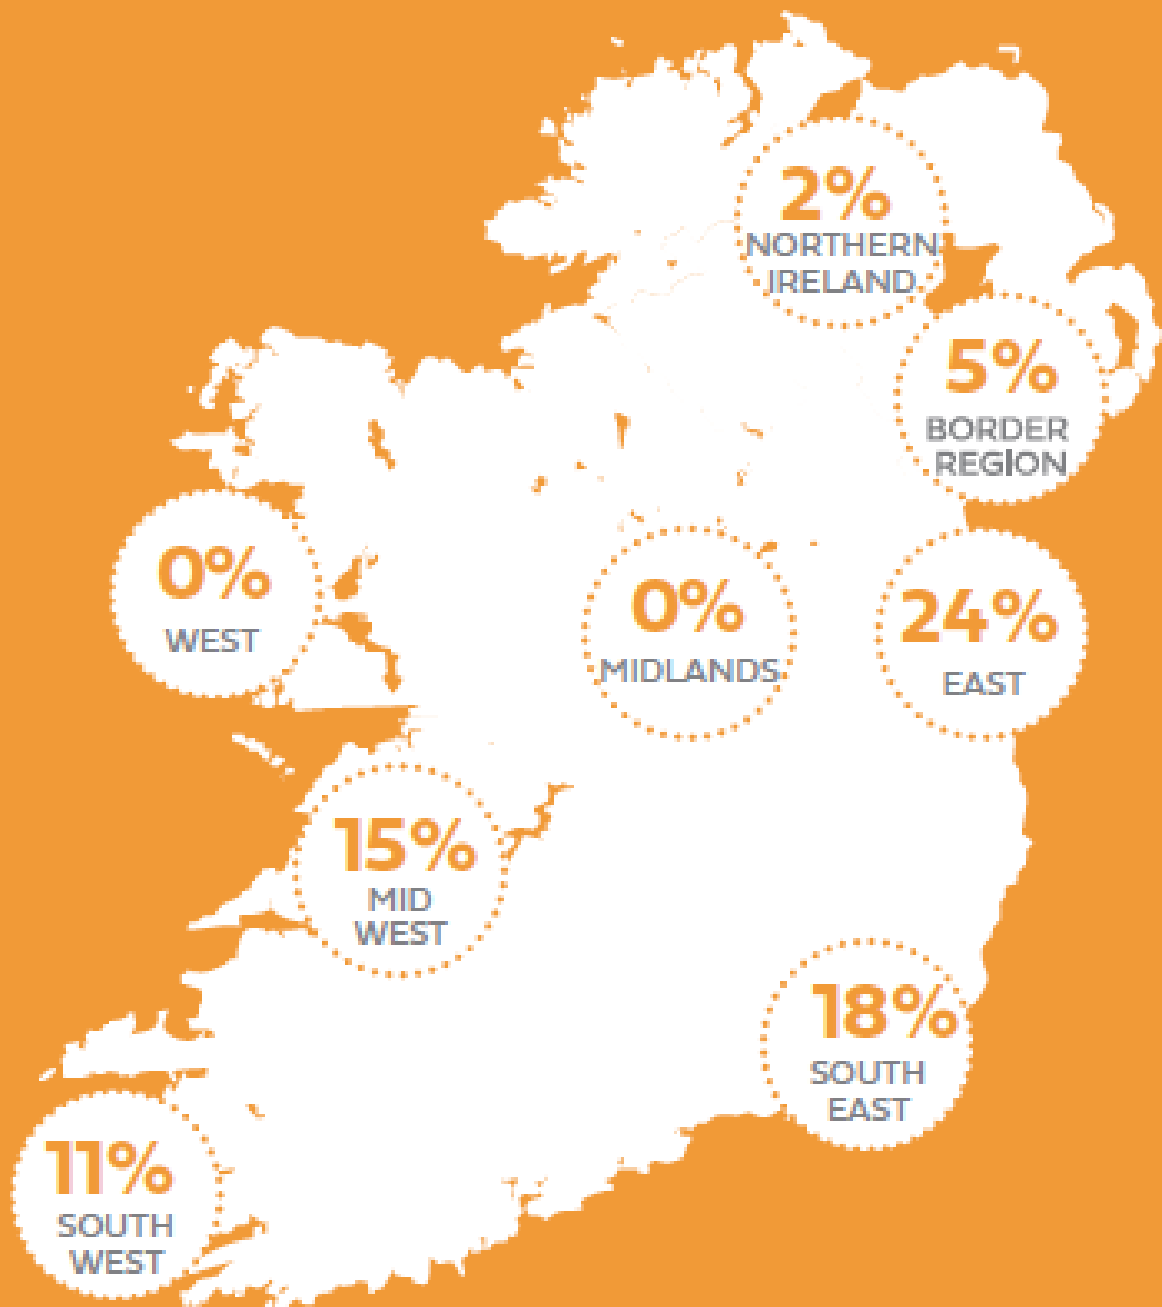 2%
NORTHERN
IRELAND
5%
BORDER
REGION
0%
WEST
0%
MIDLANDS
24%
EAST
15%
MID
WEST
18%
SOUTH
EAST
11%
SOUTH
WEST